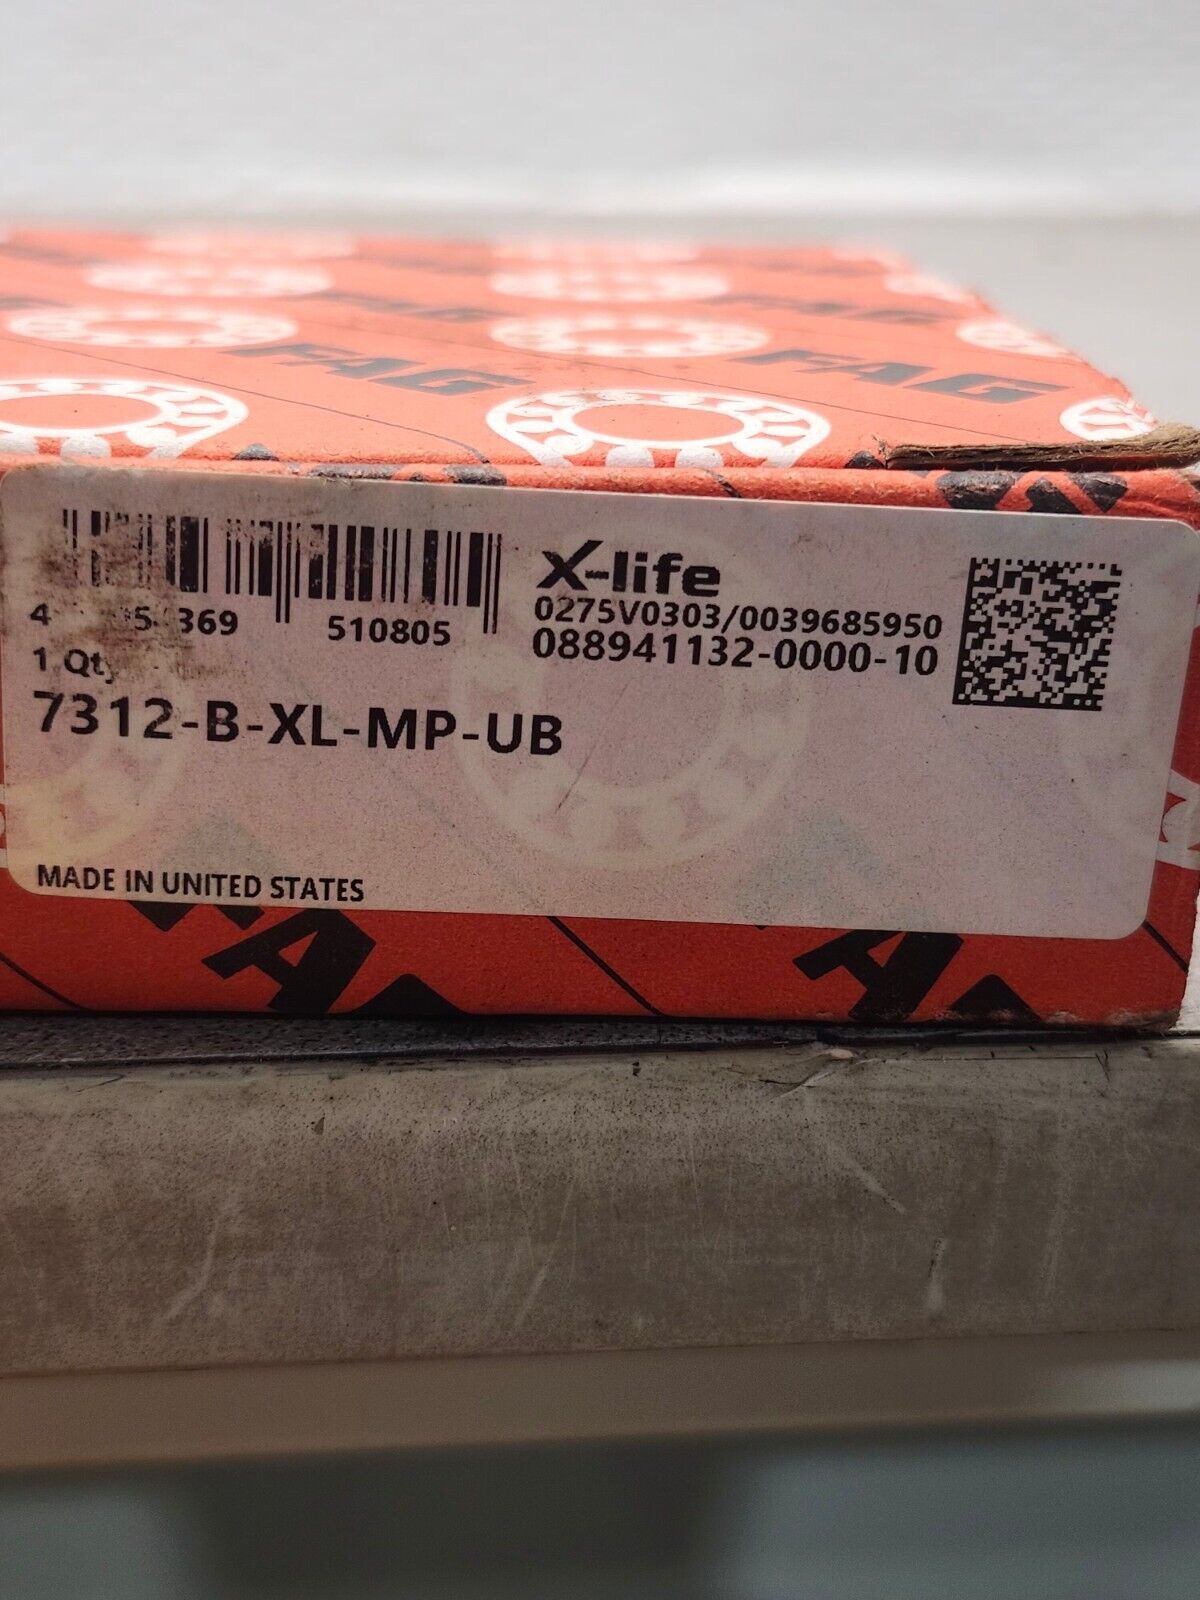 FAG FAG
X-life
4 369 510805
0275V0303/0039685950
088941132-0000-10
1 Qty
7312-B-XL-MP-UB
MADE IN UNITED STATES